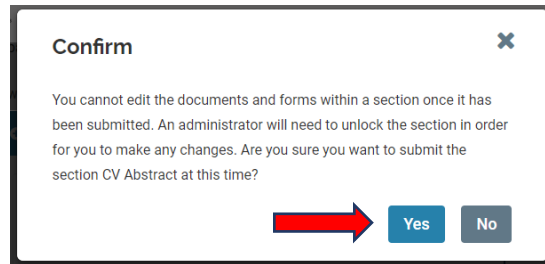 Confirm
You cannot edit the documents and forms within a section once it has
been submitted. An administrator will need to unlock the section in order
for you to make any changes. Are you sure you want to submit the
section CV Abstract at this time?
Yes No